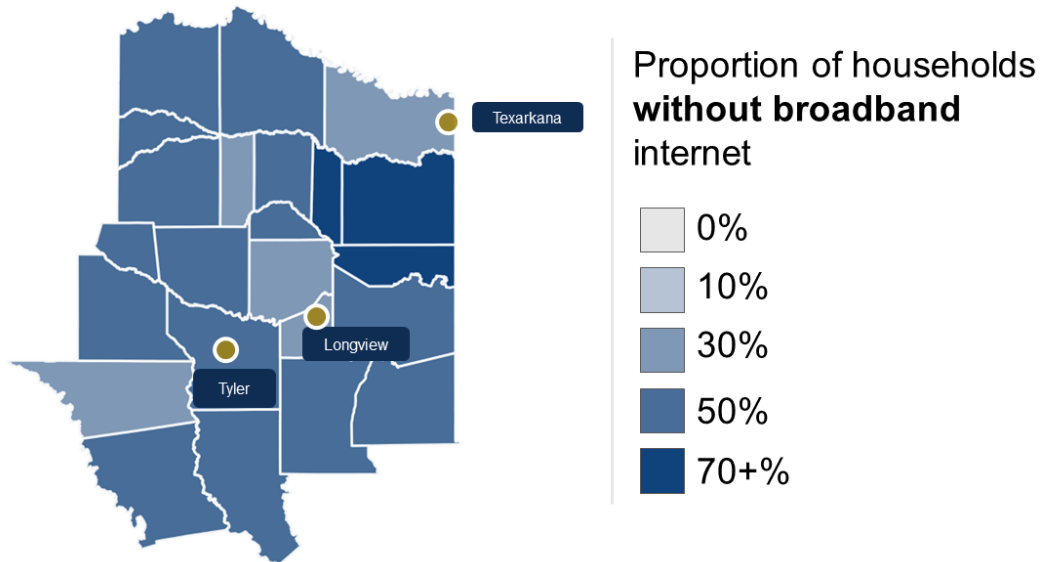 Texarkana
Longview
Tyler
Proportion of households
without broadband
internet
0%
10%
30%
50%
70+%